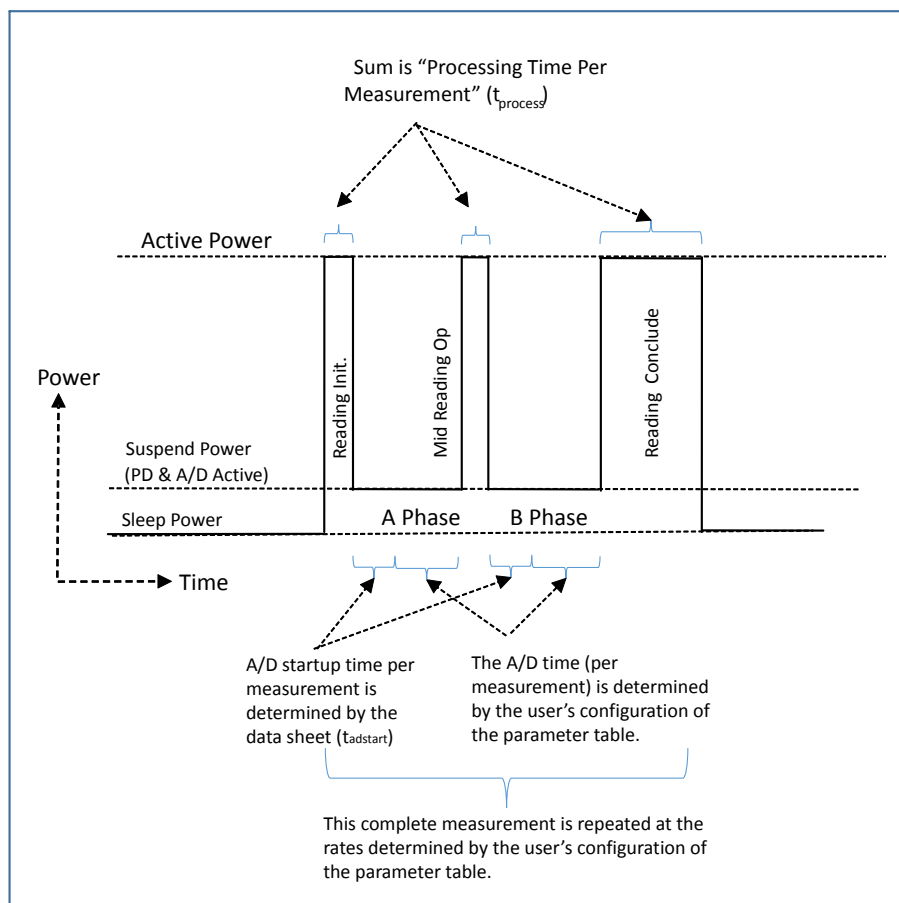 Sum is “Processing Time Per
Measurement” (tprocess)
Active Power
Reading Init.
Mid Reading Op
Reading Conclude
Power
Suspend Power
(PD & A/D Active)
Sleep Power
A Phase
B Phase
Time
A/D startup time per
measurement is
determined by the
data sheet (tadstart)
The A/D time (per
measurement) is determined
by the user’s configuration of
the parameter table.
This complete measurement is repeated at the
rates determined by the user’s configuration of
the parameter table.